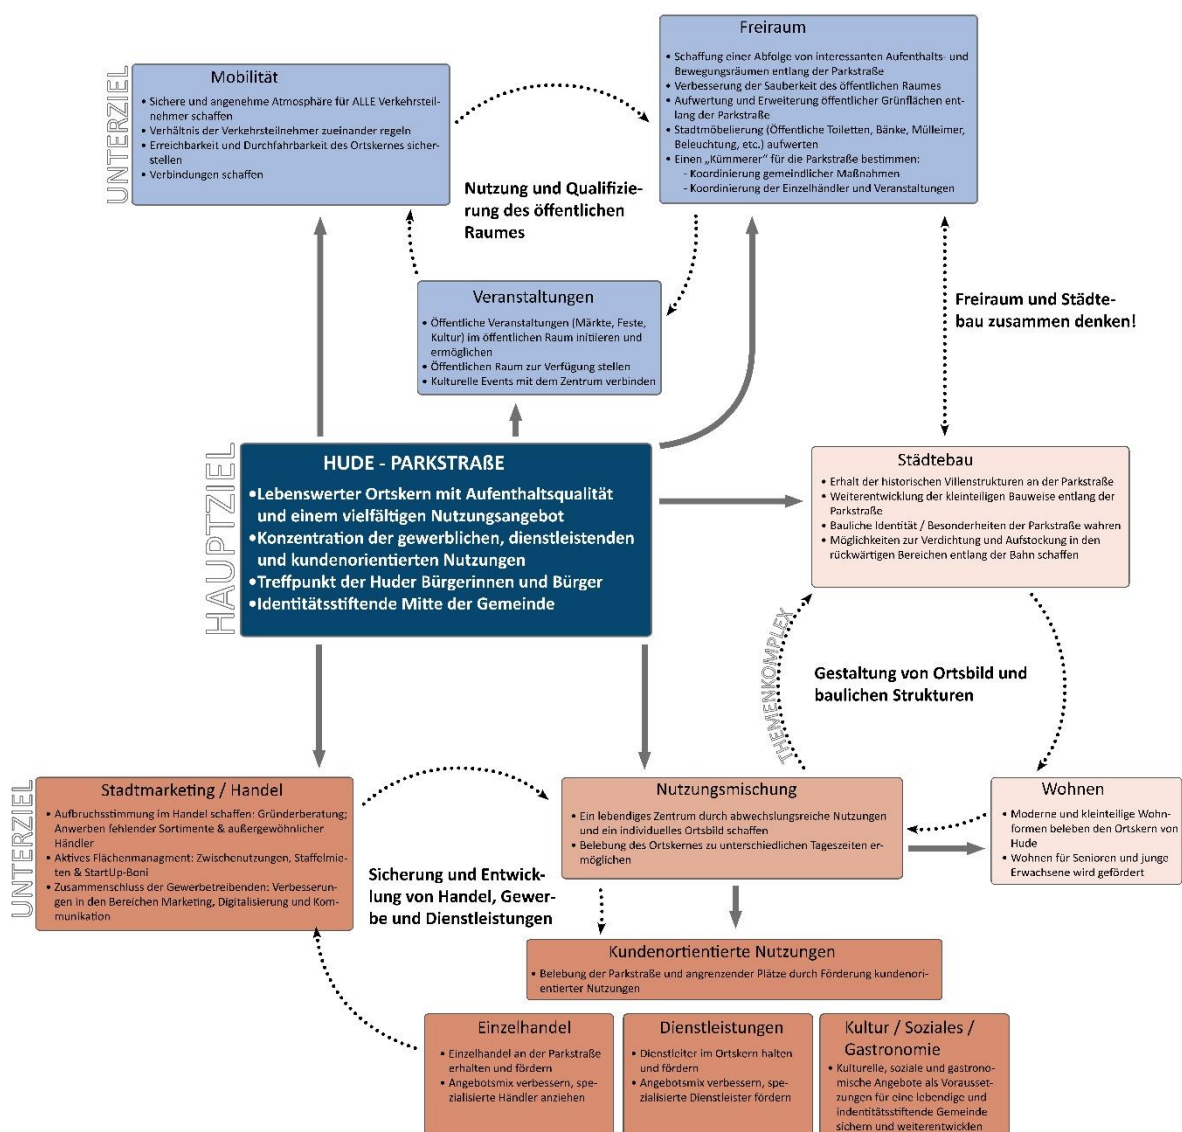 Freiraum
• Schaffung einer Abfolge von interessanten Aufenthalts- und
Bewegungsräumen entlang der Parkstraße
• Verbesserung der Sauberkeit des öffentlichen Raumes
• Aufwertung und Erweiterung öffentlicher Grünflächen ent-
lang der Parkstraße
• Stadtmöbelierung (Öffentliche Toiletten, Bänke, Mülleimer,
Beleuchtung, etc.) aufwerten
• Einen „Kümmerer“ für die Parkstraße bestimmen:
- Koordinierung gemeindlicher Maßnahmen
- Koordinierung der Einzelhändler und Veranstaltungen
UNTERZIEL
Mobilität
• Sichere und angenehme Atmosphäre für ALLE Verkehrsteil-
nehmer schaffen
• Verhältnis der Verkehrsteilnehmer zueinander regeln
• Erreichbarkeit und Durchfahrbarkeit des Ortskernes sicher-
stellen
• Verbindungen schaffen
Nutzung und Qualifizie-
rung des öffentlichen
Raumes
Veranstaltungen
• Öffentliche Veranstaltungen (Märkte, Feste,
Kultur) im öffentlichen Raum initiieren und
ermöglichen
• Öffentlichen Raum zur Verfügung stellen
• Kulturelle Events mit dem Zentrum verbinden
Freiraum und Städte-
bau zusammen denken!
HAUPTZIEL
HUDE - PARKSTRAßE
•Lebenswerter Ortskern mit Aufenthaltsqualität
und einem vielfältigen Nutzungsangebot
•Konzentration der gewerblichen, dienstleistenden
und kundenorientierten Nutzungen
•Treffpunkt der Huder Bürgerinnen und Bürger
•Identitätsstiftende Mitte der Gemeinde
Städtebau
• Erhalt der historischen Villenstrukturen an der Parkstraße
• Weiterentwicklung der kleinteiligen Bauweise entlang der
Parkstraße
• Bauliche Identität / Besonderheiten der Parkstraße wahren
• Möglichkeiten zur Verdichtung und Aufstockung in den
rückwärtigen Bereichen entlang der Bahn schaffen
THEMENKOMPLEX
Gestaltung von Ortsbild und
baulichen Strukturen
UNTERZIEL
Stadtmarketing / Handel
• Aufbruchsstimmung im Handel schaffen: Gründerberatung;
Anwerben fehlender Sortimente & außergewöhnlicher
Händler
• Aktives Flächenmanagment: Zwischenutzungen, Staffelmie-
ten & StartUp-Boni
• Zusammenschluss der Gewerbetreibenden: Verbesserun-
gen in den Bereichen Marketing, Digitalisierung und Kom-
munikation
Sicherung und Entwick-
lung von Handel, Gewer-
be und Dienstleistungen
Nutzungsmischung
• Ein lebendiges Zentrum durch abwechslungsreiche Nutzungen
und ein individuelles Ortsbild schaffen
• Belebung des Ortskernes zu unterschiedlichen Tageszeiten er-
möglichen
Wohnen
• Moderne und kleinteilige Wohn-
formen beleben den Ortskern von
Hude
• Wohnen für Senioren und junge
Erwachsene wird gefördert
Kundenortientierte Nutzungen
• Belebung der Parkstraße und angrenzender Plätze durch Förderung kundenori-
entierter Nutzungen
Einzelhandel
• Einzelhandel an der Parkstraße
erhalten und fördern
• Angebotsmix verbessern, spe-
zialisierte Händler anziehen
Dienstleistungen
• Dienstleiter im Ortskern halten
und fördern
• Angebotsmix verbessern, spe-
zialisierte Dienstleister fördern
Kultur / Soziales /
Gastronomie
• Kulturelle, soziale und gastrono-
mische Angebote als Vorausset-
zungen für eine lebendige und
indentitätsstiftende Gemeinde
sichern und weiterentwicklen